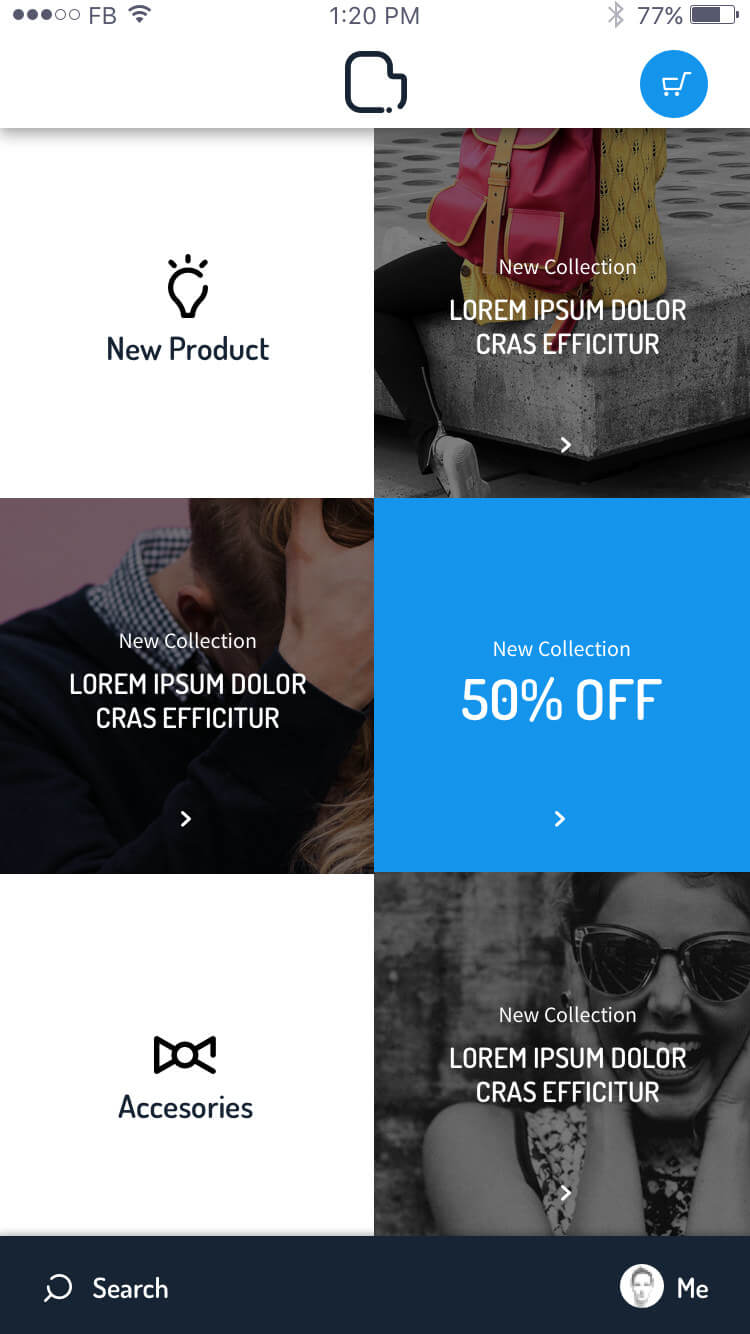 FB 1:20 PM 77%
New Product
New Collection
LOREM IPSUM DOLOR
CRAS EFFICITUR
New Collection
LOREM IPSUM DOLOR
CRAS EFFICITUR
New Collection
50% OFF
Accesories
New Collection
LOREM IPSUM DOLOR
CRAS EFFICITUR
Search Me